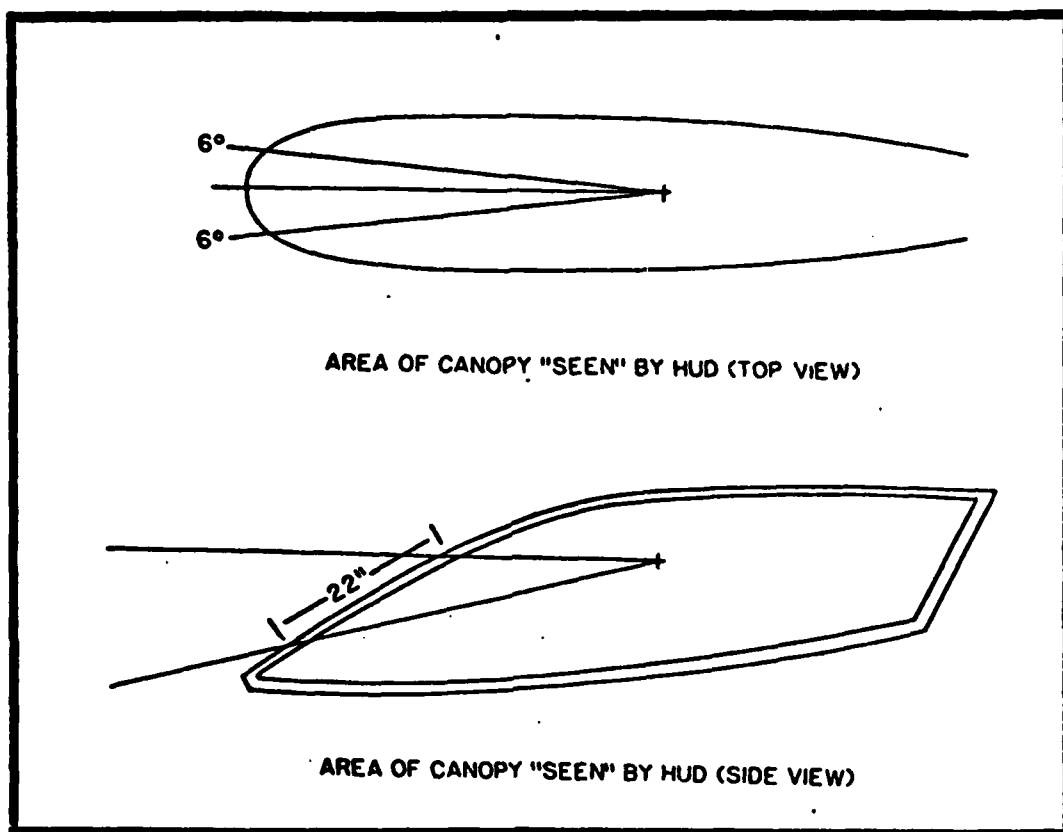 6°
6°
AREA OF CANOPY "SEEN" BY HUD (TOP VIEW)
22"
AREA OF CANOPY "SEEN" BY HUD (SIDE VIEW)